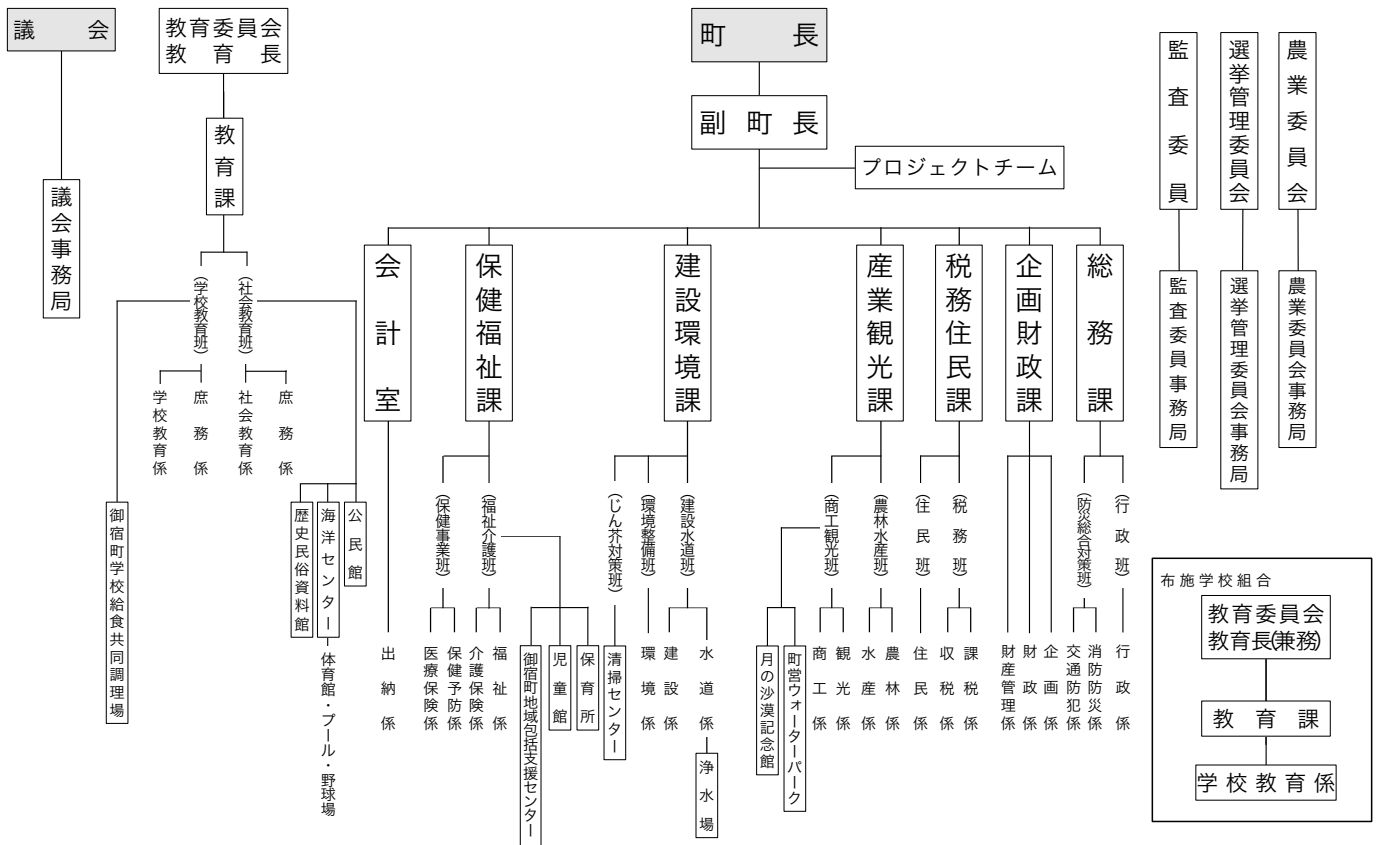 議会
議会事務局
教育委員会
教育長
教育課
(学校教育班)
(社会教育班)
学校教育係
庶務係
社会教育係
庶務係
御宿町学校給食共同調理場
歴史民俗資料館
海洋センター
体育館・プール・野球場
公民館
町長
副町長
プロジェクトチーム
会計室
出納係
保健福祉課
(保健事業班)
(福祉介護班)
医療保険係
保健予防係
介護保険係
福祉係
御宿町地域包括支援センター
児童館
保育所
建設環境課
(じん芥対策班)
(環境整備班)
(建設水道班)
清掃センター
環境係
建設係
水道係
浄水場
産業観光課
(商工観光班)
(農林水産班)
月の沙漠記念館
町営ウォーターパーク
商工係
観光係
水産係
農林係
税務住民課
(住民班)
(税務班)
住民係
収税係
課税係
企画財政課
財産管理係
財政係
企画係
総務課
(防災総合対策班)
(行政班)
交通防犯係
消防防災係
行政係
監査委員
監査委員事務局
選挙管理委員会
選挙管理委員会事務局
農業委員会
農業委員会事務局
布施学校組合
教育委員会
教育長(兼務)
教育課
学校教育係